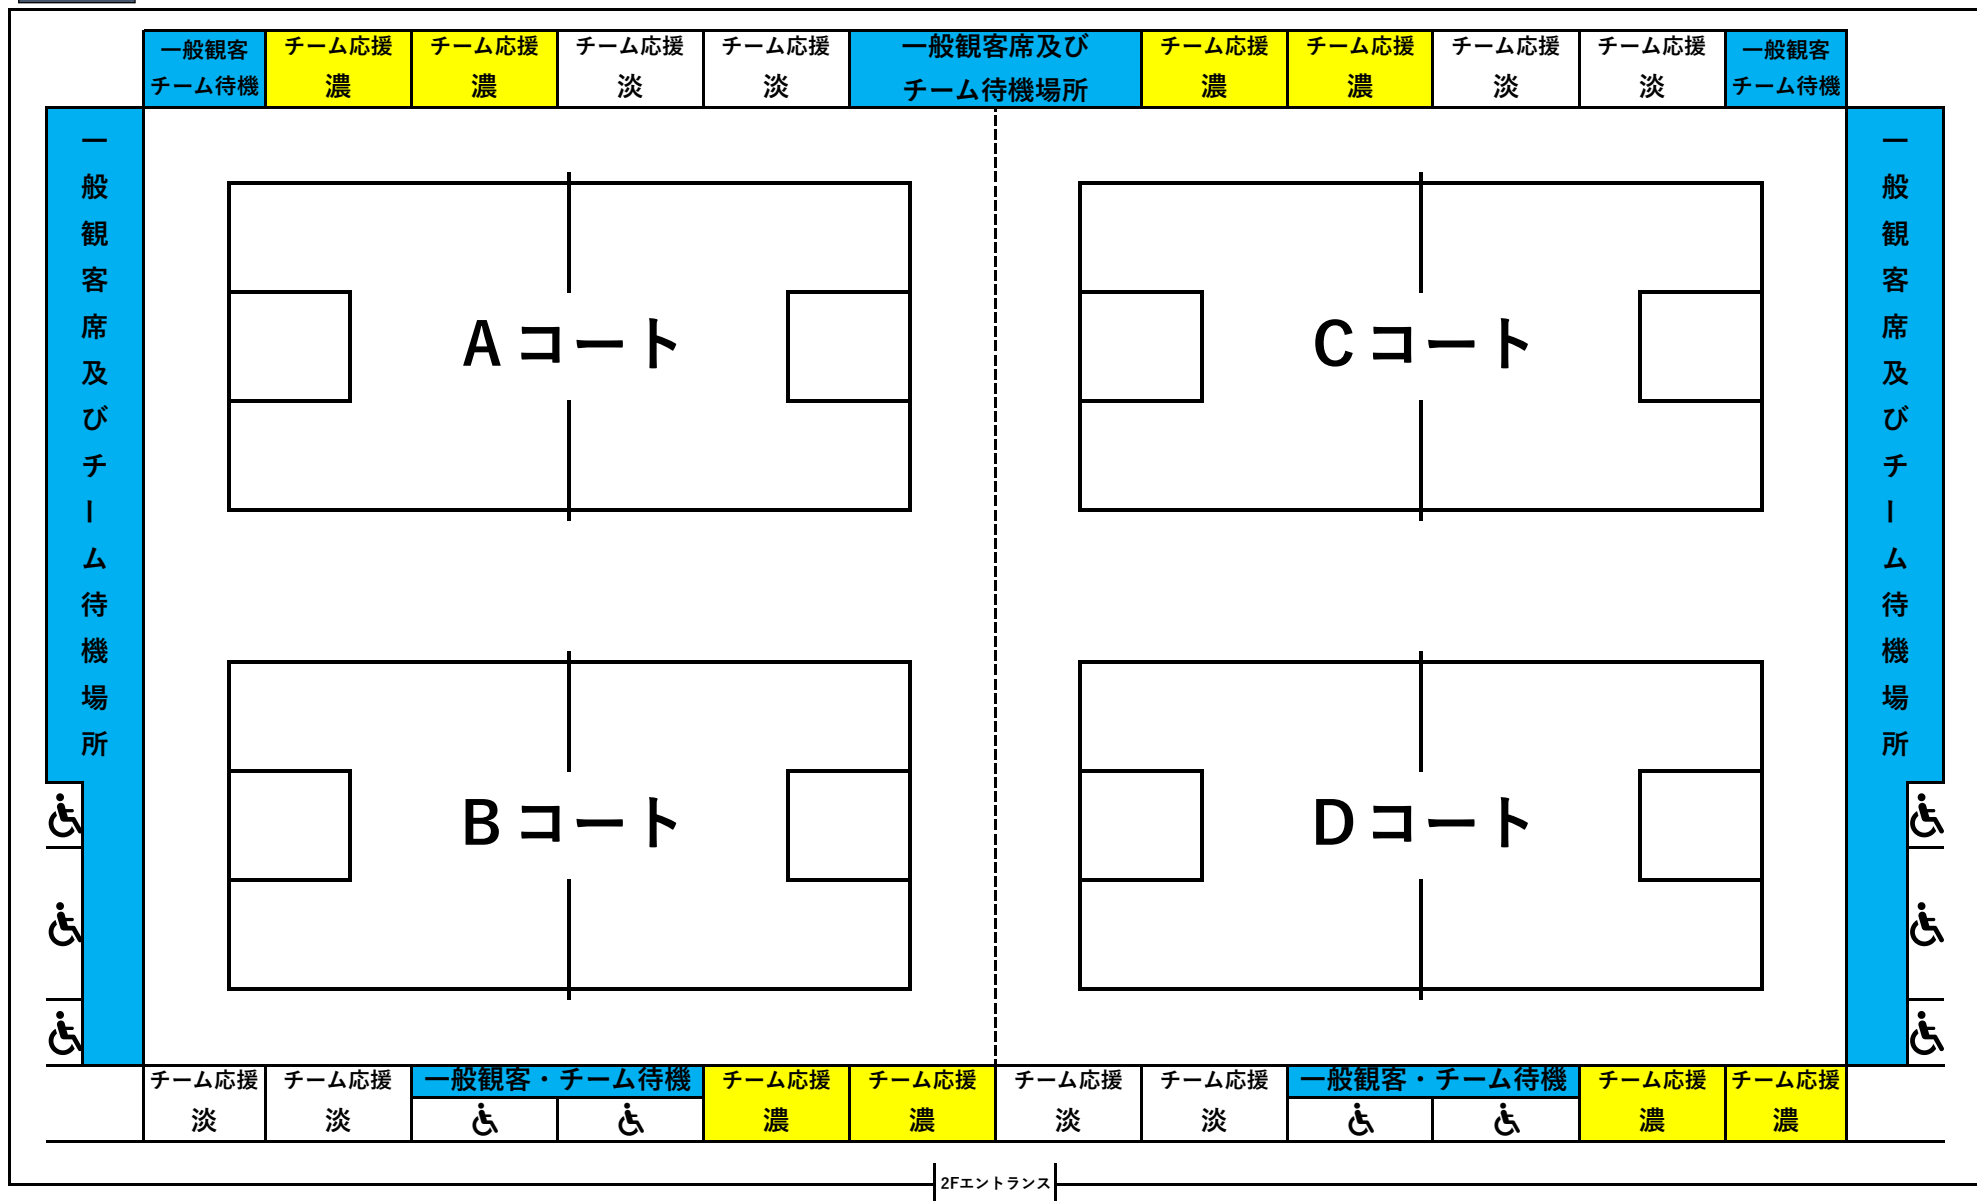 一般観客
チーム待機
チーム応援
濃
チーム応援
濃
チーム応援
淡
チーム応援
淡
一般観客席及び
チーム待機場所
チーム応援
濃
チーム応援
濃
チーム応援
淡
チーム応援
淡
一般観客
チーム待機
一般観客席及びチーム待機場所
Aコート
Cコート
一般観客席及びチーム待機場所
Bコート
Dコート
チーム応援
淡
チーム応援
淡
一般観客・チーム待機
チーム応援
濃
チーム応援
濃
チーム応援
淡
チーム応援
淡
一般観客・チーム待機
チーム応援
濃
チーム応援
濃
2Fエントランス